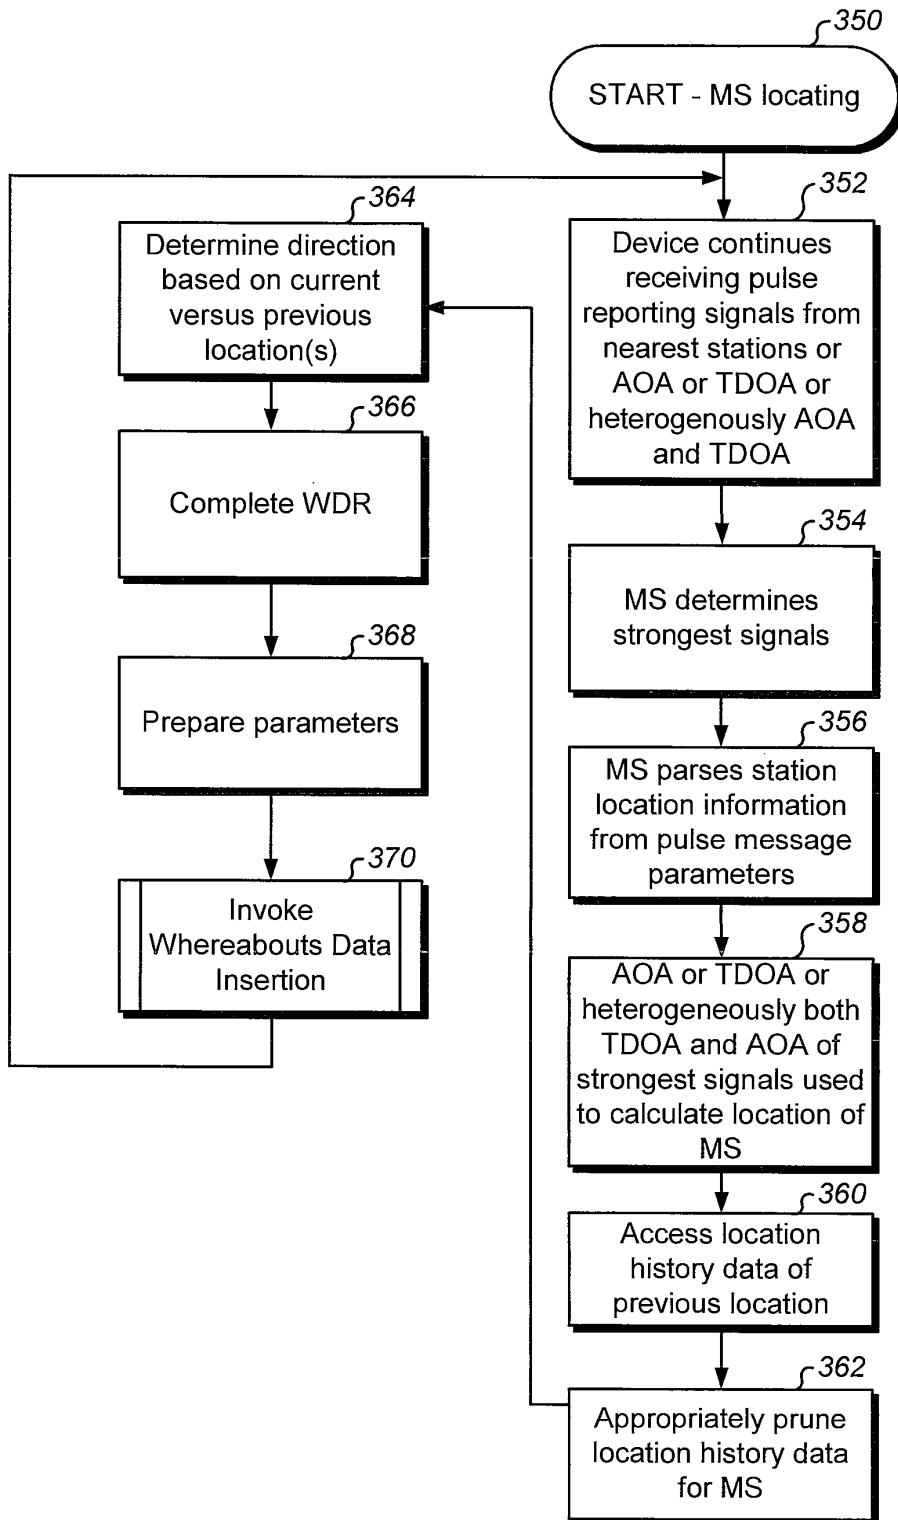 350
START - MS locating
352
Device continues
receiving pulse
reporting signals from
nearest stations or
AOA or TDOA or
heterogenously AOA
and TDOA
354
MS determines
strongest signals
356
MS parses station
location information
from pulse message
parameters
358
AOA or TDOA or
heterogeneously both
TDOA and AOA of
strongest signals used
to calculate location of
MS
360
Access location
history data of
previous location
362
Appropriately prune
location history data
for MS
364
Determine direction
based on current
versus previous
location(s)
366
Complete WDR
368
Prepare parameters
370
Invoke
Whereabouts Data
Insertion